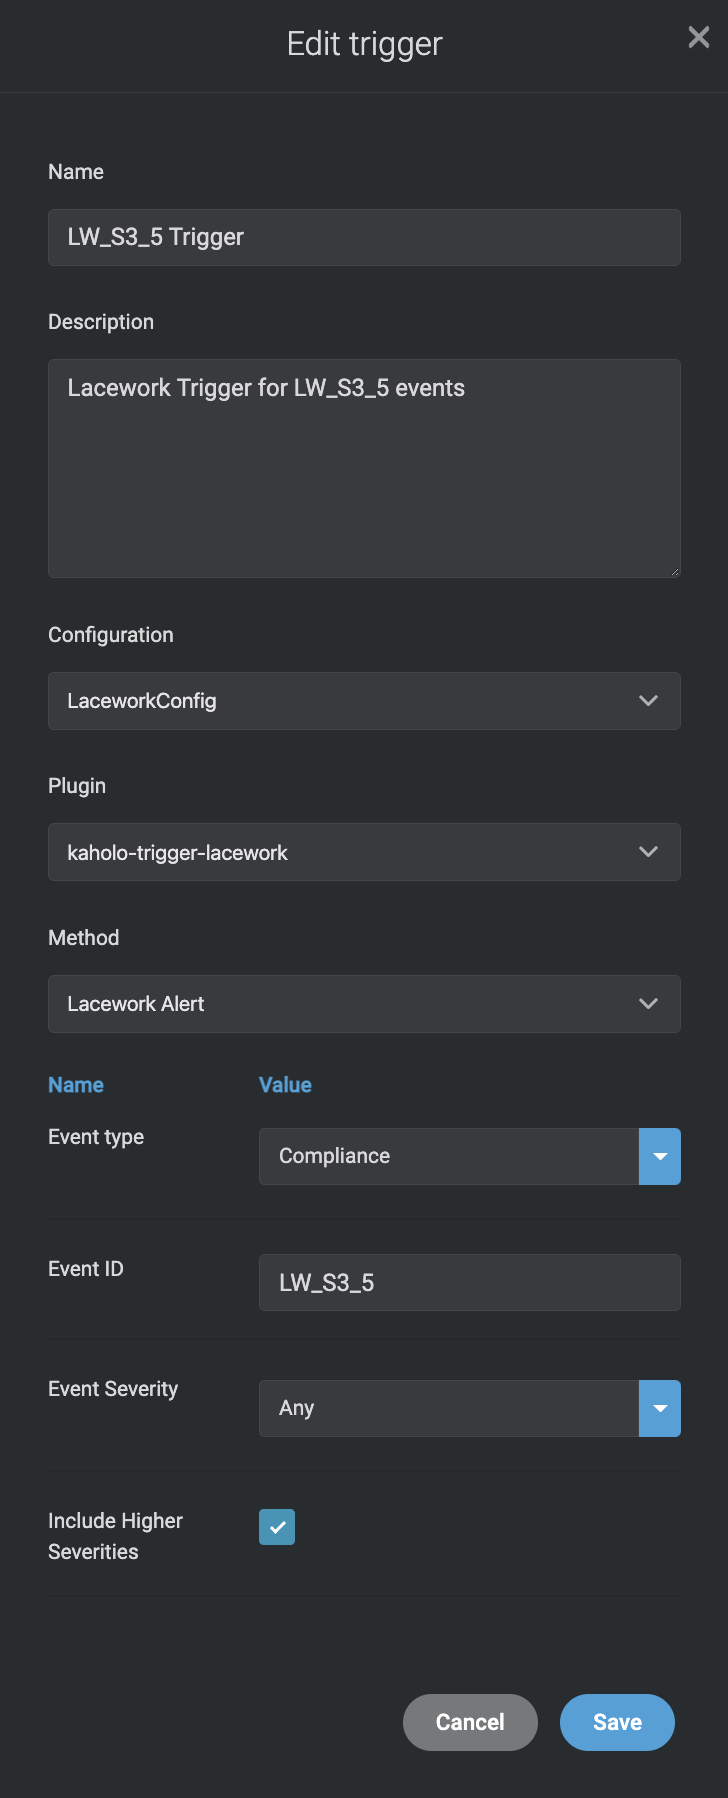 Edit trigger
Name
LW_S3_5 Trigger
Description
Lacework Trigger for LW_S3_5 events
Configuration
LaceworkConfig
Plugin
kaholo-trigger-lacework
Method
Lacework Alert
Name Value
Event type Compliance
Event ID LW_S3_5
Event Severity Any
Include Higher
Severities
Cancel Save